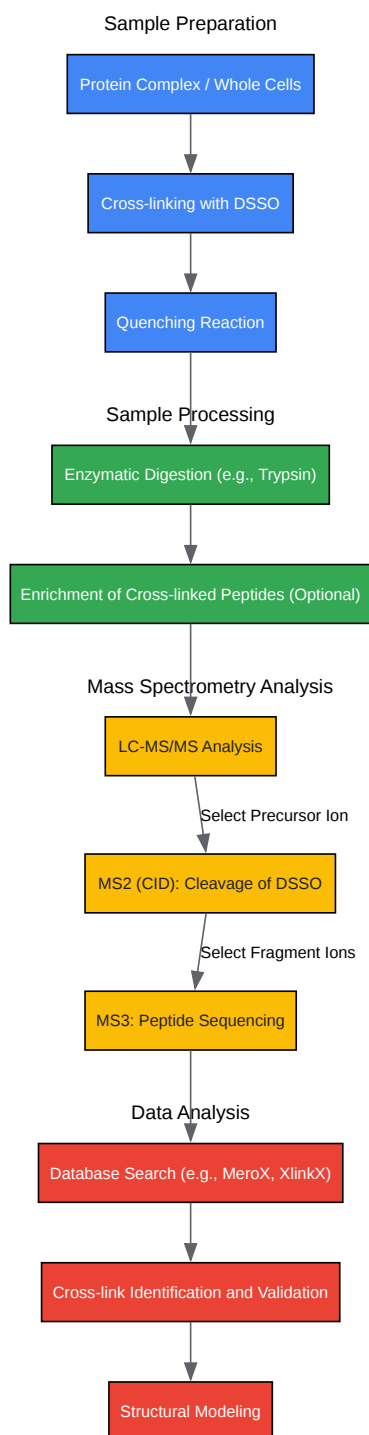 Sample Preparation
Protein Complex / Whole Cells
Cross-linking with DSSO
Quenching Reaction
Sample Processing
Enzymatic Digestion (e.g., Trypsin)
Enrichment of Cross-linked Peptides (Optional)
Mass Spectrometry Analysis
LC-MS/MS Analysis
Select Precursor Ion
MS2 (CID): Cleavage of DSSO
Select Fragment Ions
MS3: Peptide Sequencing
Data Analysis
Database Search (e.g., MeroX, XlinkX)
Cross-link Identification and Validation
Structural Modeling